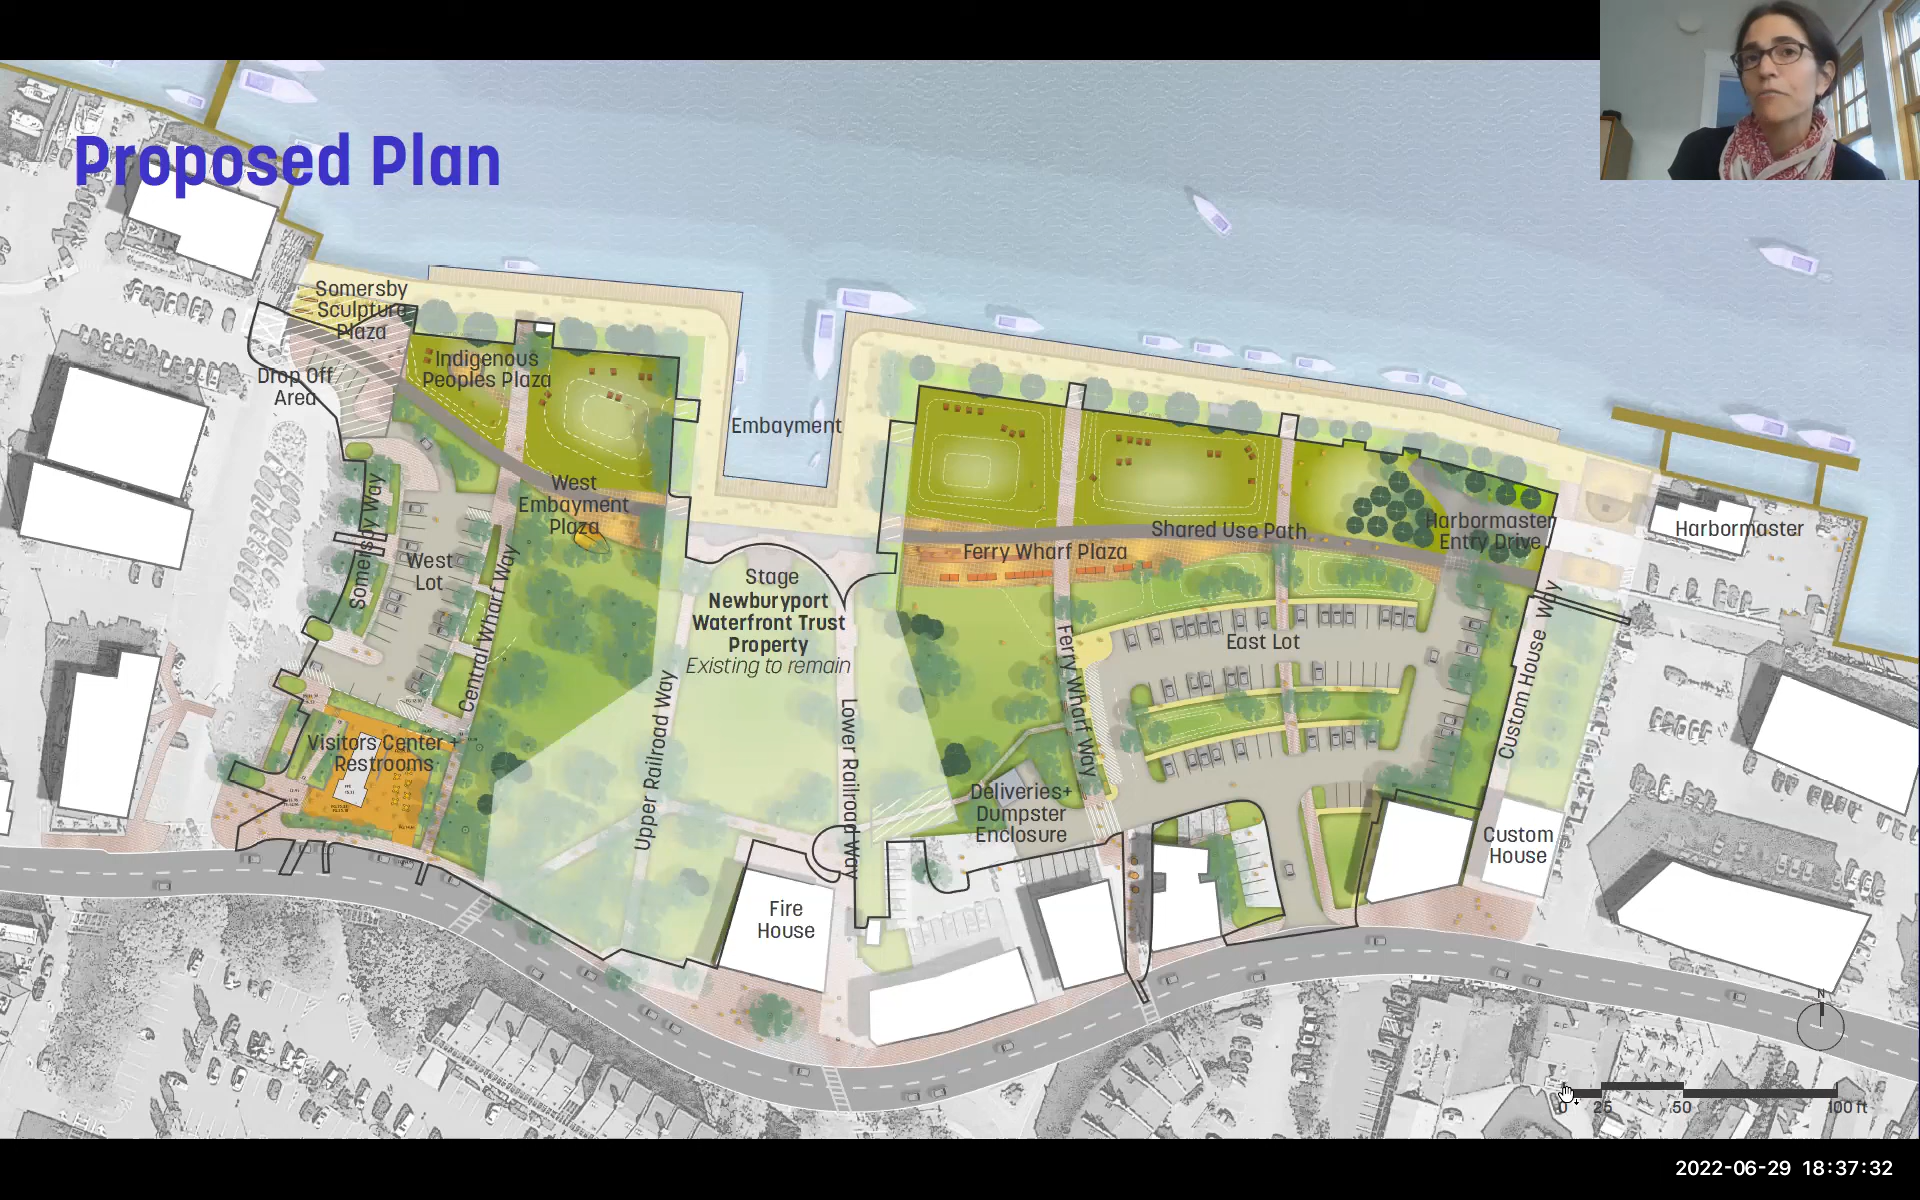 Proposed Plan
Somersby
Sculpture
Plaza
Indigenous
Peoples Plaza
Drop Off
Area
Embayment
West
Embayment
Plaza
Somersby Way
West
Lot
Central Wharf Way
Stage
Newburyport
Waterfront Trust
Property
Existing to remain
Ferry Wharf Plaza
Shared Use Path
Harbormaster
Entry Drive
Harbormaster
East Lot
Ferry Wharf Way
Custom House Way
Upper Railroad Way
Lower Railroad Way
Visitors Center +
Restrooms
Deliveries+
Dumpster
Enclosure
Custom
House
Fire
House
N
0 25 50 100 ft
2022-06-29 18:37:32